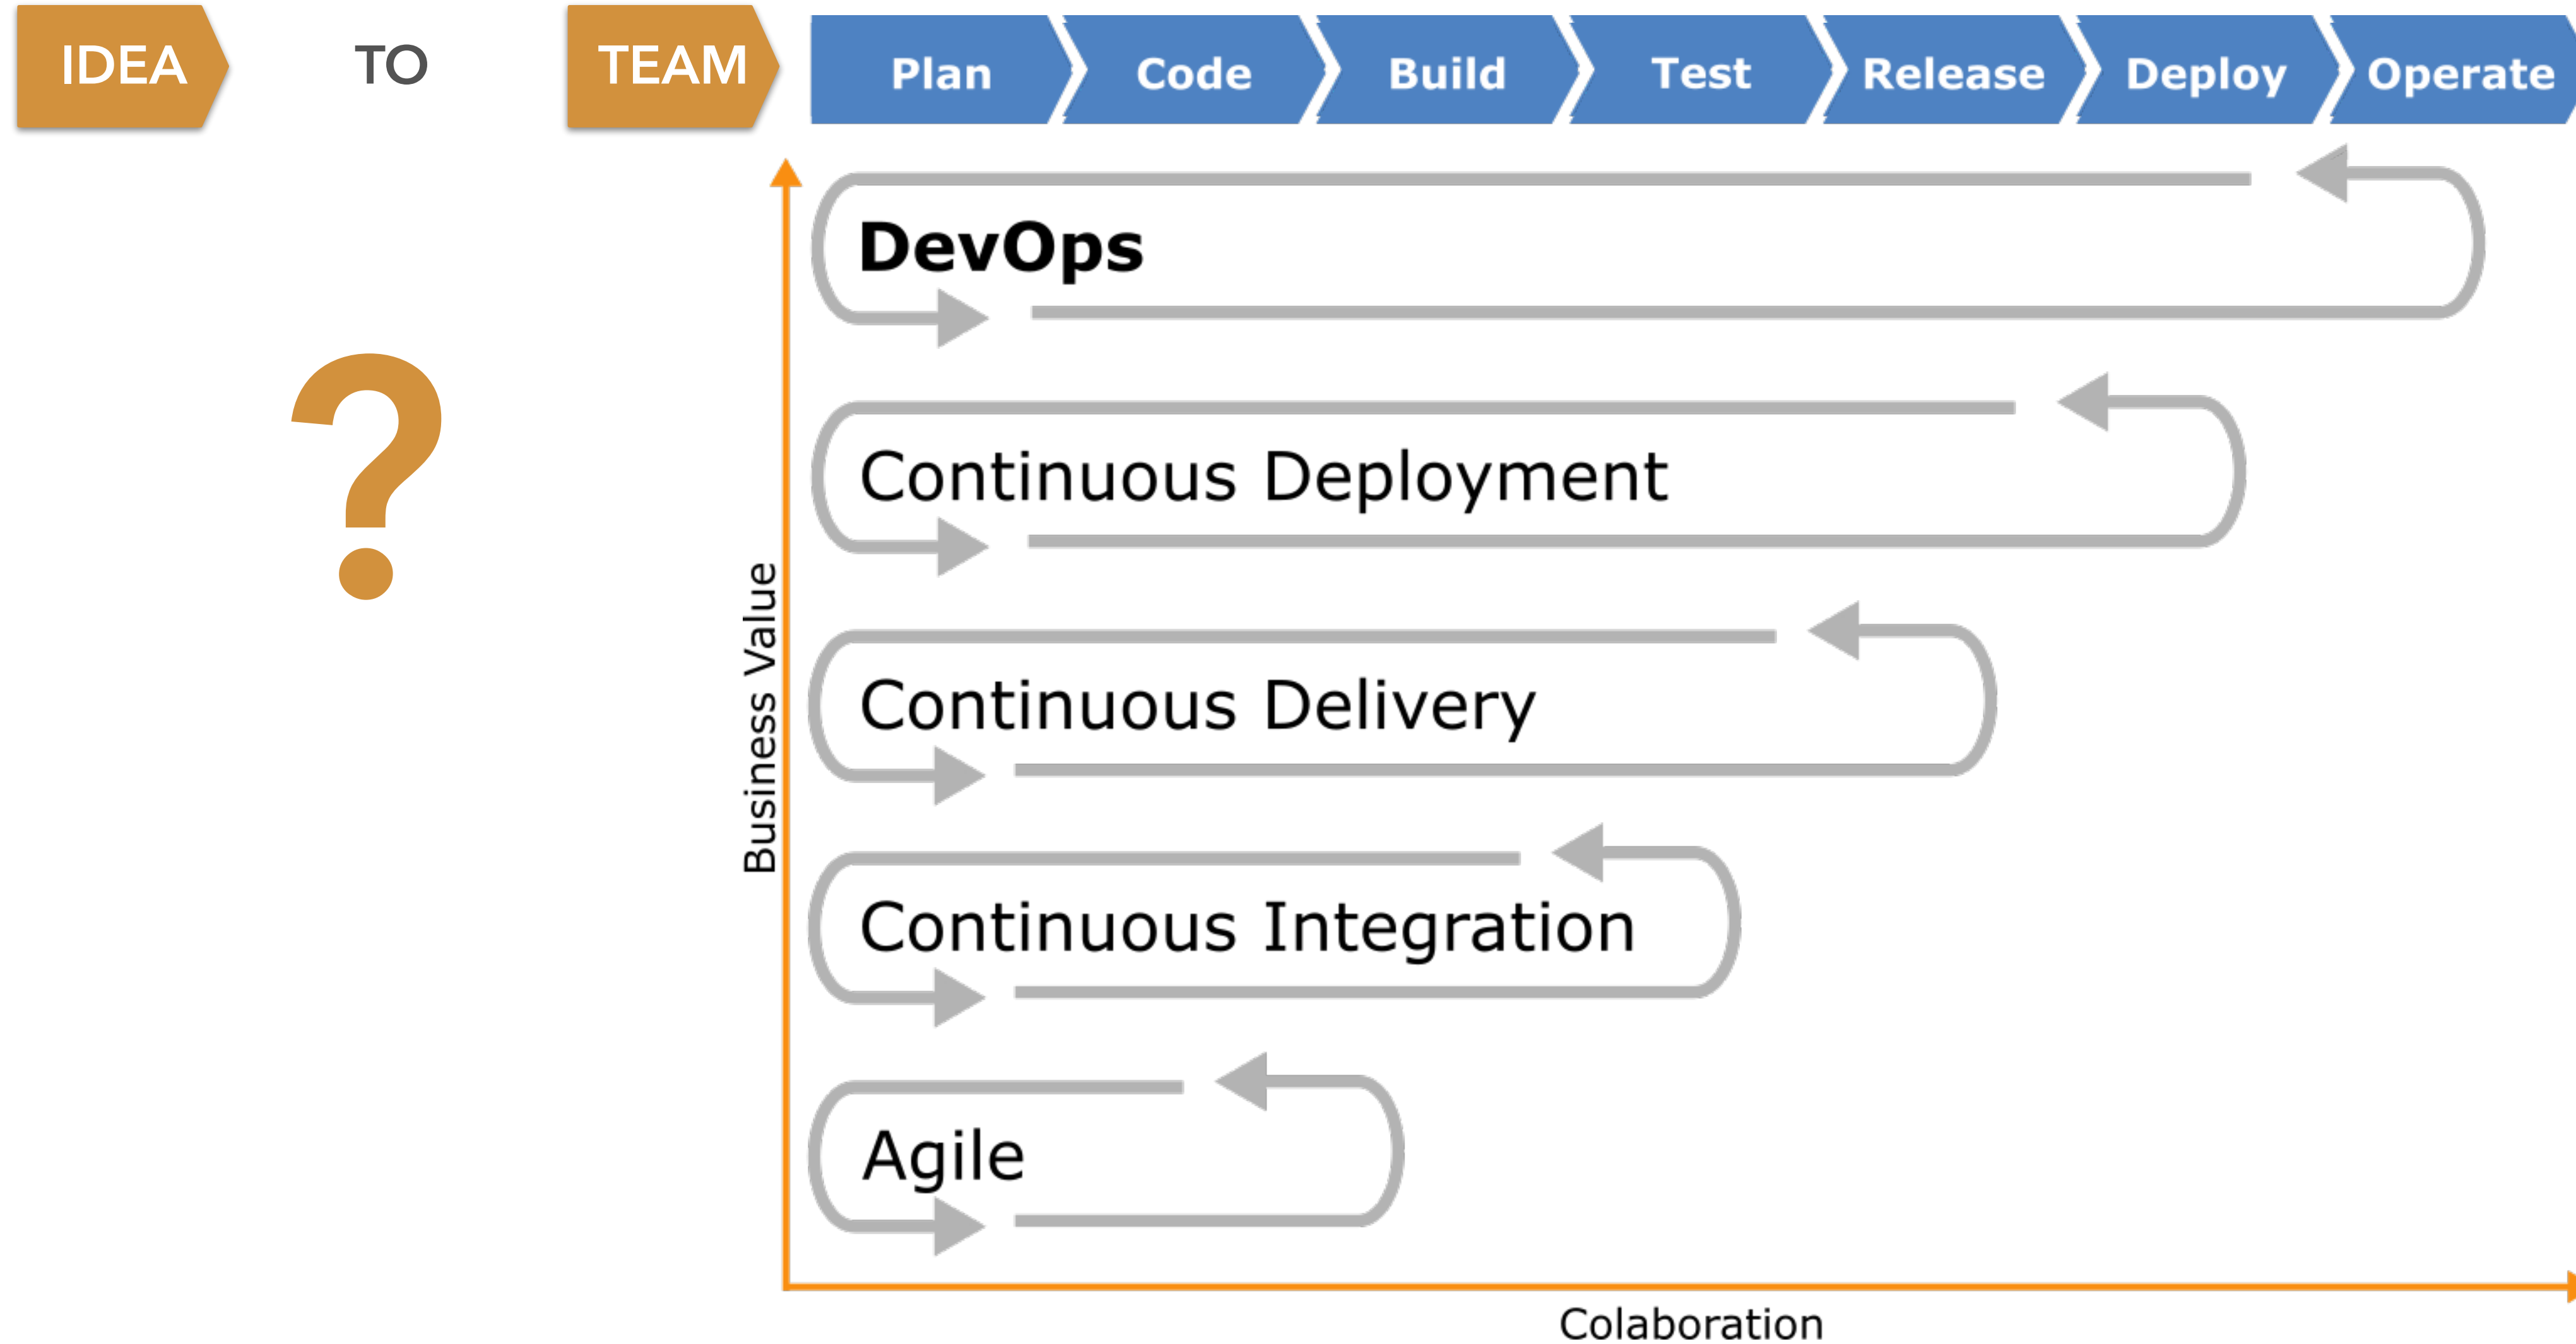 IDEA TO TEAM Plan Code Build Test Release Deploy Operate
DevOps
?
Continuous Deployment
Business Value
Continuous Delivery
Continuous Integration
Agile
Colaboration